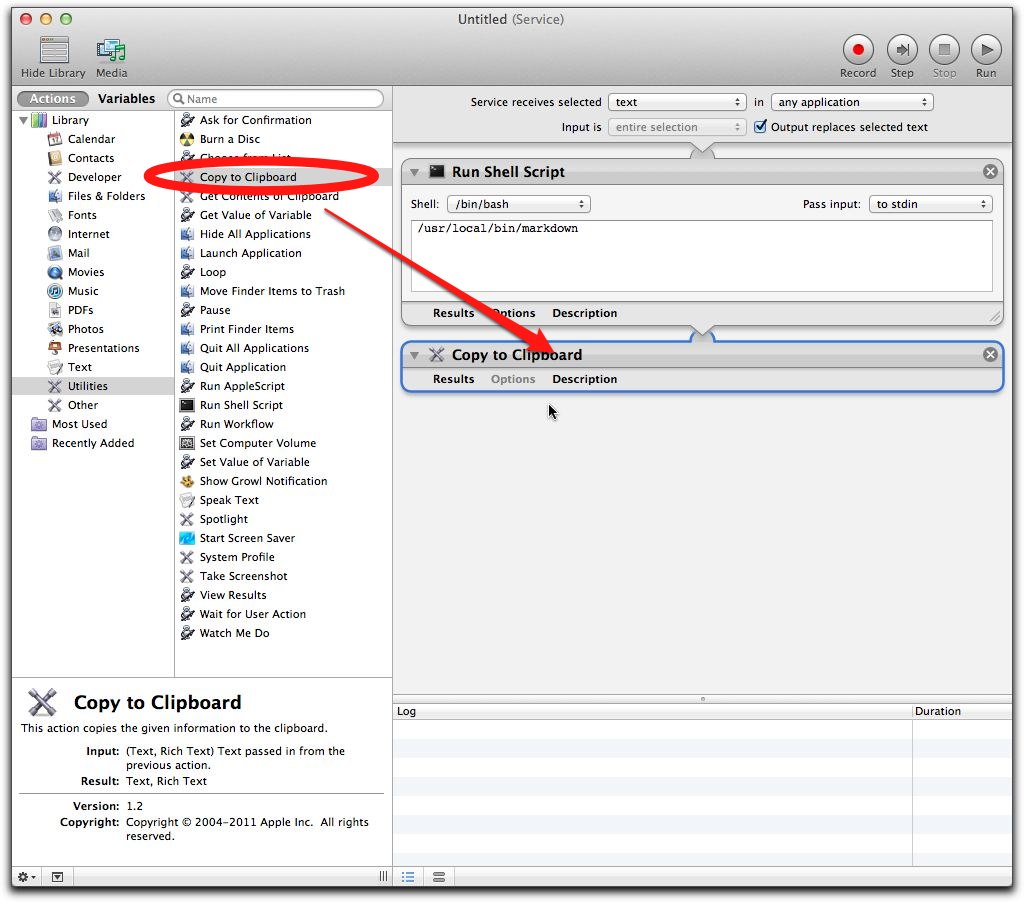 Untitled (Service)
Hide Library
Media
Record
Step
Stop
Run
Actions
Variables
Name
Library
Calendar
Contacts
Developer
Files & Folders
Fonts
Internet
Mail
Movies
Music
PDFs
Photos
Presentations
Text
Utilities
Other
Most Used
Recently Added
Ask for Confirmation
Burn a Disc
Choose from List
Copy to Clipboard
Get Contents of Clipboard
Get Value of Variable
Hide All Applications
Launch Application
Loop
Move Finder Items to Trash
Pause
Print Finder Items
Quit All Applications
Quit Application
Run AppleScript
Run Shell Script
Run Workflow
Set Computer Volume
Set Value of Variable
Show Growl Notification
Speak Text
Spotlight
Start Screen Saver
System Profile
Take Screenshot
View Results
Wait for User Action
Watch Me Do
Service receives selected text in any application
Input is entire selection Output replaces selected text
Run Shell Script
Shell: /bin/bash Pass input: to stdin
/usr/local/bin/markdown
Results Options Description
Copy to Clipboard
Results Options Description
Copy to Clipboard
This action copies the given information to the clipboard.
Input: (Text, Rich Text) Text passed in from the
previous action.
Result: Text, Rich Text
Version: 1.2
Copyright: Copyright © 2004-2011 Apple Inc. All rights
reserved.
Log Duration